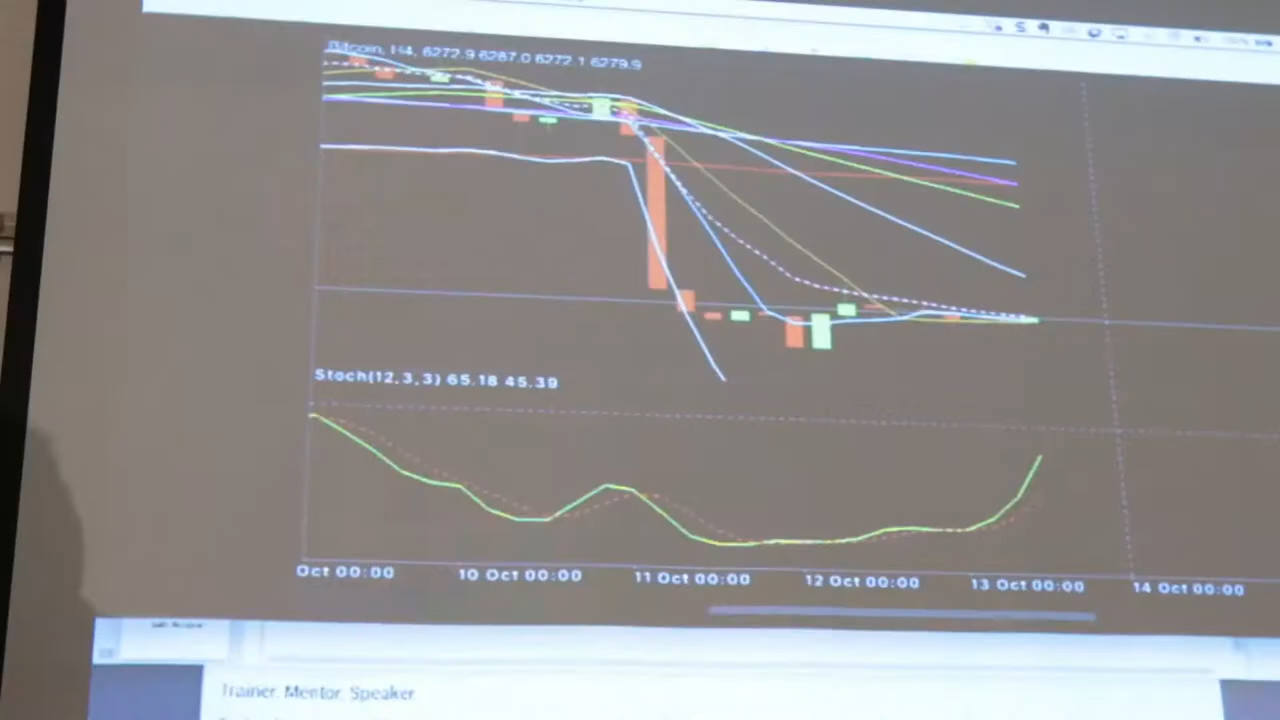 Bitcoin, H4, 6272.9 6287.0 6272.1 6279.9
Stoch(12,3,3) 65.18 45.39
Oct 00:00 10 Oct 00:00 11 Oct 00:00 12 Oct 00:00 13 Oct 00:00 14 Oct 00:00
Trainer. Mentor. Speaker.